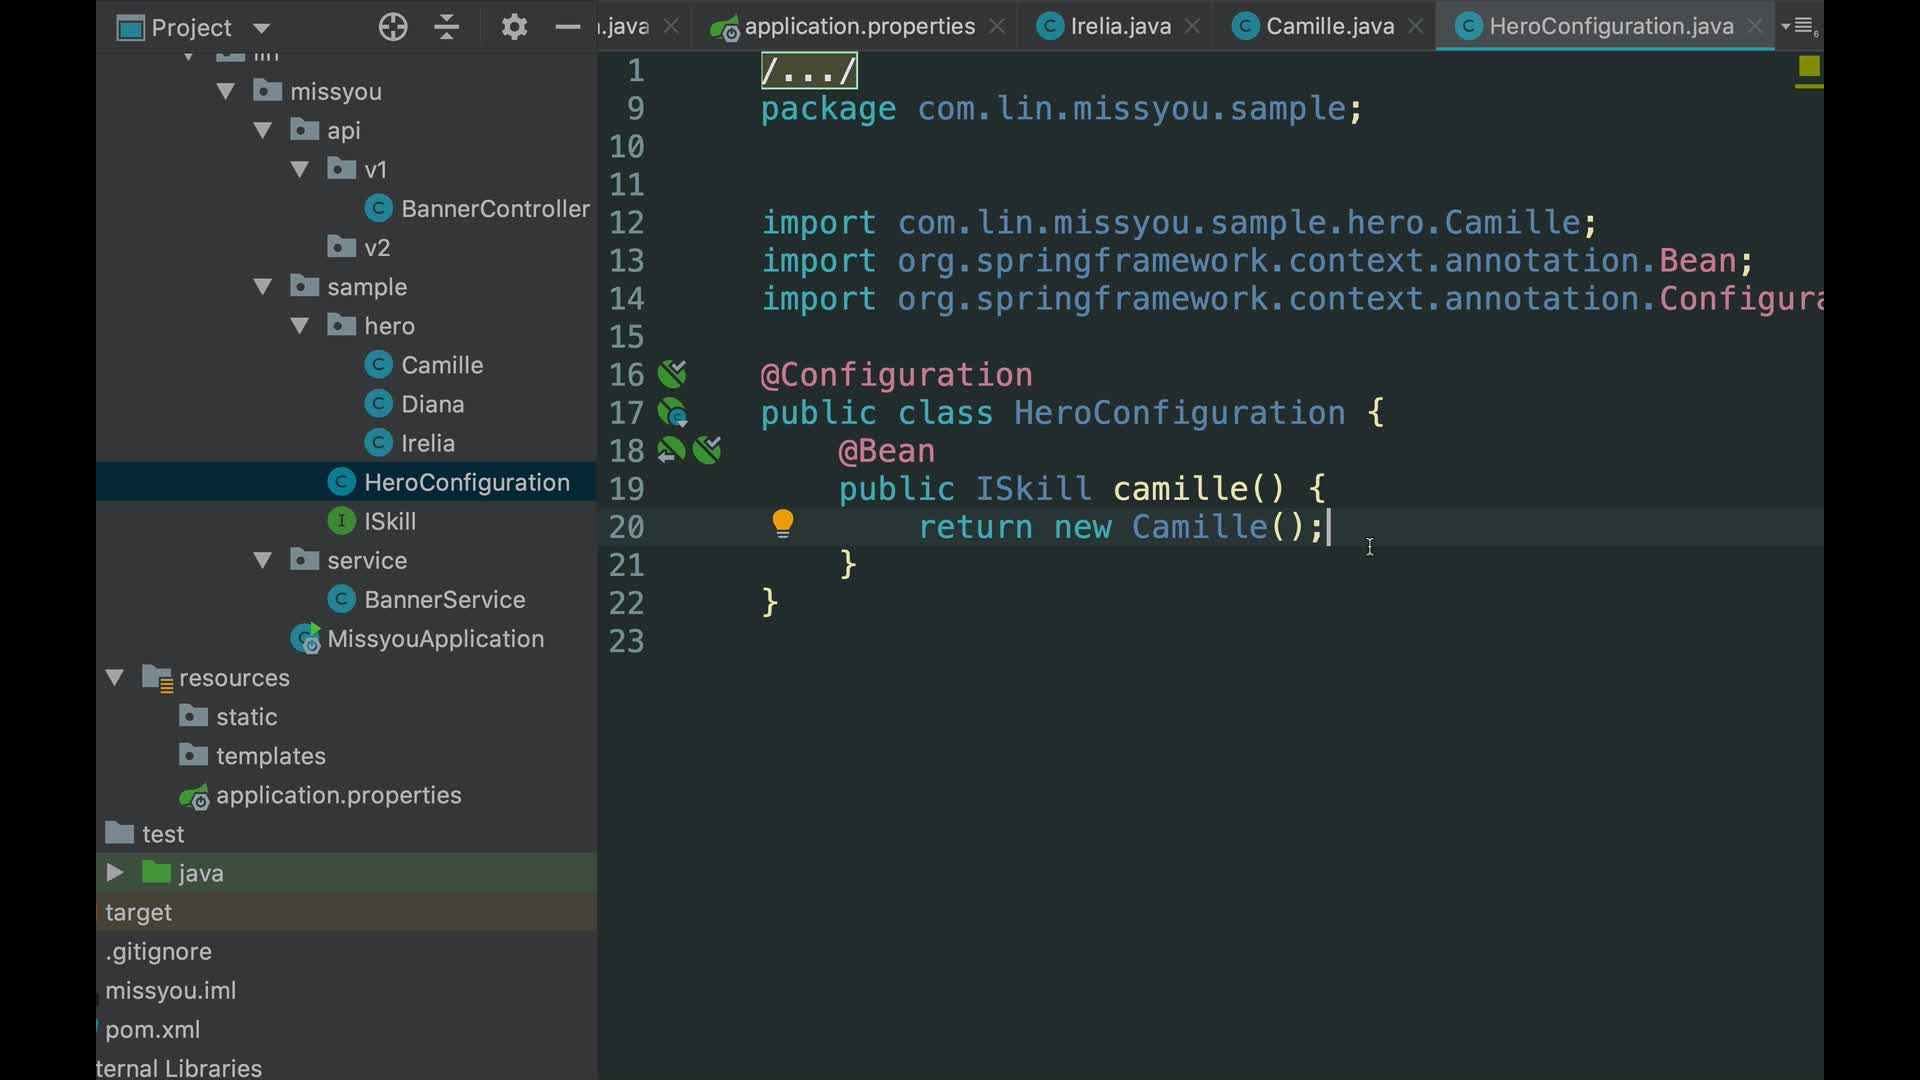 Project
.java
application.properties
Irelia.java
Camille.java
HeroConfiguration.java
lin
missyou
api
v1
BannerController
v2
sample
hero
Camille
Diana
Irelia
HeroConfiguration
ISkill
service
BannerService
MissyouApplication
resources
static
templates
application.properties
test
java
target
.gitignore
missyou.iml
pom.xml
ternal Libraries
1 /.../
9 package com.lin.missyou.sample;
10
11
12 import com.lin.missyou.sample.hero.Camille;
13 import org.springframework.context.annotation.Bean;
14 import org.springframework.context.annotation.Configura
15
16 @Configuration
17 public class HeroConfiguration {
18 @Bean
19 public ISkill camille() {
20 return new Camille();
21 }
22 }
23